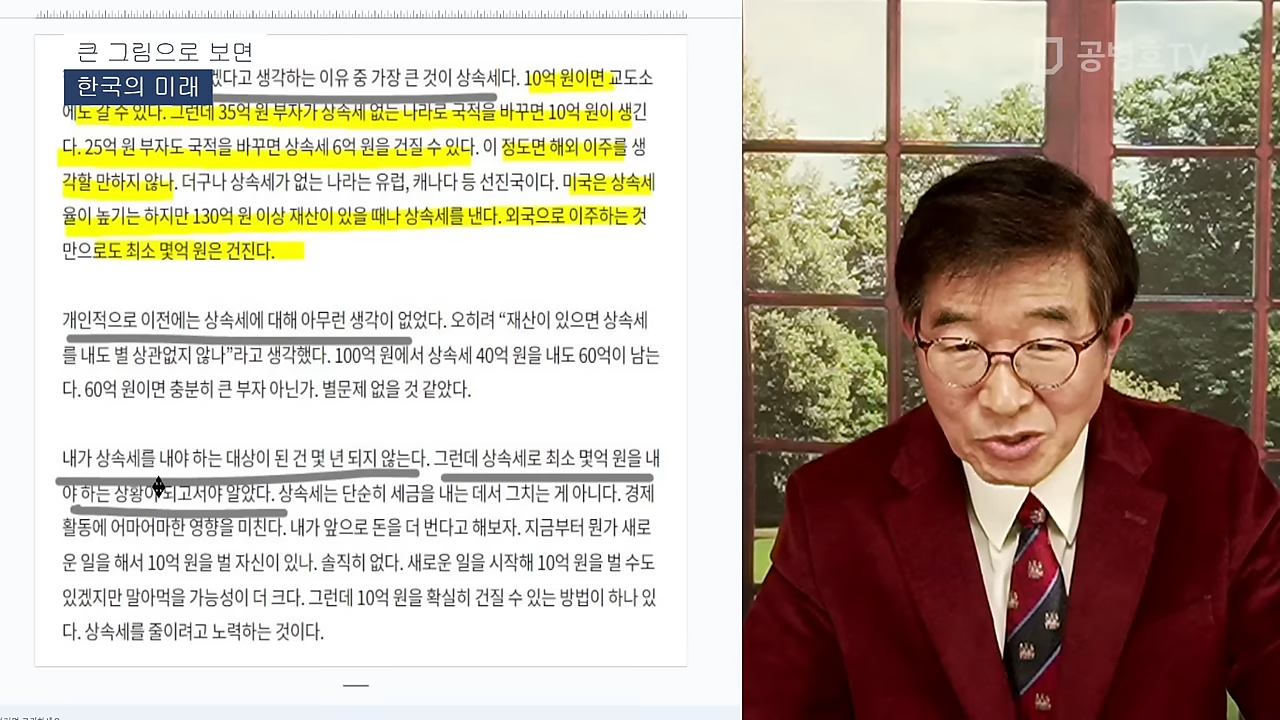 큰 그림으로 보면
한국의 미래
겠다고 생각하는 이유 중 가장 큰 것이 상속세다. 10억 원이면 교도소
에도 갈 수 있다. 그런데 35억 원 부자가 상속세 없는 나라로 국적을 바꾸면 10억 원이 생긴
다. 25억 원 부자도 국적을 바꾸면 상속세 6억 원을 건질 수 있다. 이 정도면 해외 이주를 생
각할 만하지 않나. 더구나 상속세가 없는 나라는 유럽, 캐나다 등 선진국이다. 미국은 상속세
율이 높기는 하지만 130억 원 이상 재산이 있을 때나 상속세를 낸다. 외국으로 이주하는 것
만으로도 최소 몇억 원은 건진다.
개인적으로 이전에는 상속세에 대해 아무런 생각이 없었다. 오히려 “재산이 있으면 상속세
를 내도 별 상관없지 않나”라고 생각했다. 100억 원에서 상속세 40억 원을 내도 60억이 남는
다. 60억 원이면 충분히 큰 부자 아닌가. 별문제 없을 것 같았다.
내가 상속세를 내야 하는 대상이 된 건 몇 년 되지 않는다. 그런데 상속세로 최소 몇억 원을 내
야 하는 상황이 되고서야 알았다. 상속세는 단순히 세금을 내는 데서 그치는 게 아니다. 경제
활동에 어마어마한 영향을 미친다. 내가 앞으로 돈을 더 번다고 해보자. 지금부터 뭔가 새로
운 일을 해서 10억 원을 벌 자신이 있나. 솔직히 없다. 새로운 일을 시작해 10억 원을 벌 수도
있겠지만 말아먹을 가능성이 더 크다. 그런데 10억 원을 확실히 건질 수 있는 방법이 하나 있
다. 상속세를 줄이려고 노력하는 것이다.
공병호TV